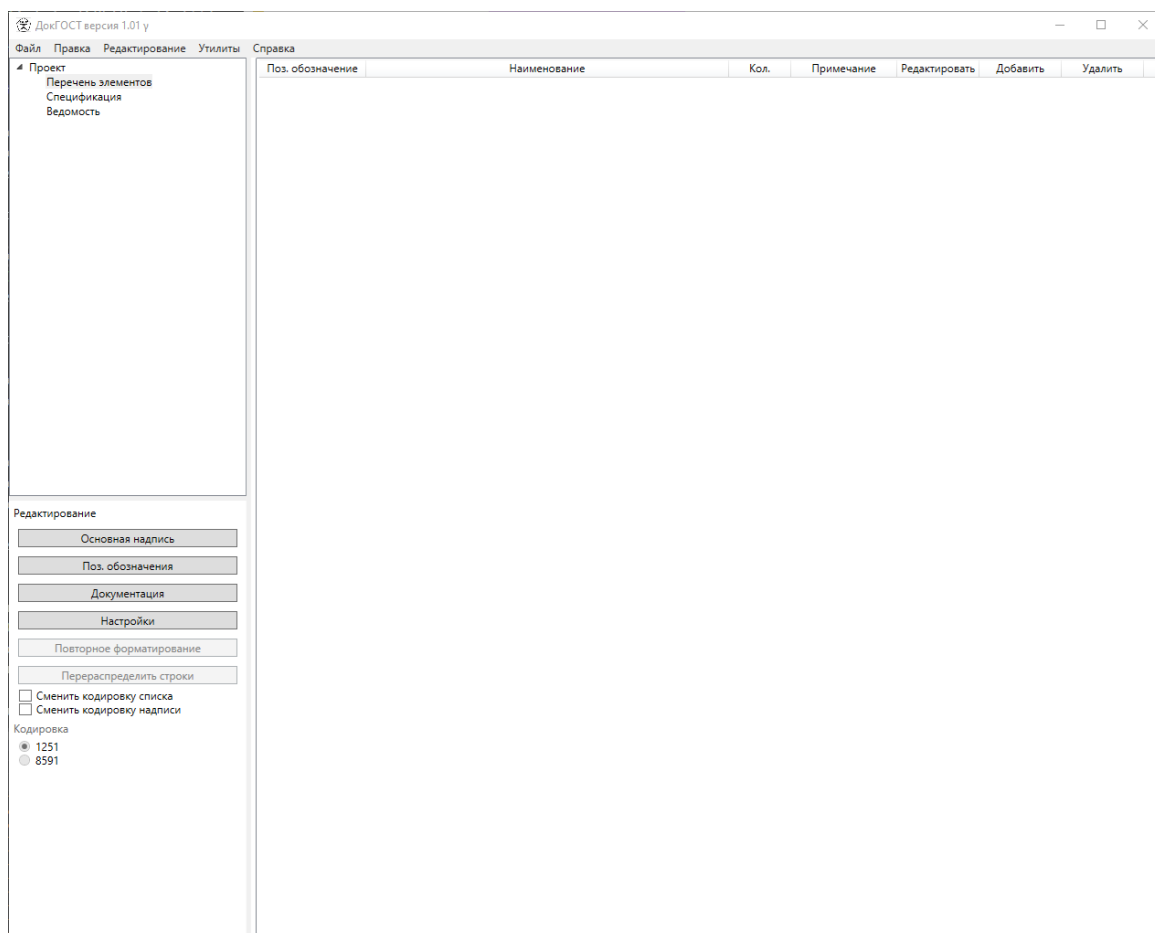 ДокГОСТ версия 1.01 у
Файл Правка Редактирование Утилиты Справка
Проект
Перечень элементов
Спецификация
Ведомость
Поз. обозначение Наименование Кол. Примечание Редактировать Добавить Удалить
Редактирование
Основная надпись
Поз. обозначения
Документация
Настройки
Повторное форматирование
Перераспределить строки
Сменить кодировку списка
Сменить кодировку надписи
Кодировка
1251
8591